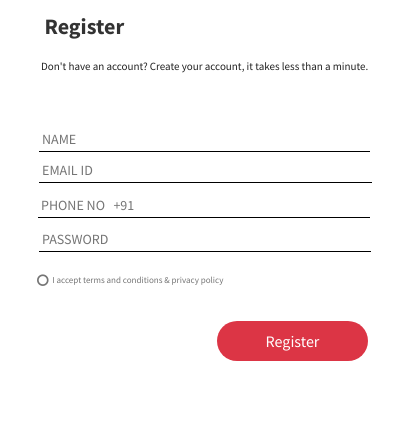 Register
Don't have an account? Create your account, it takes less than a minute.
NAME
EMAIL ID
PHONE NO +91
PASSWORD
I accept terms and conditions & privacy policy
Register